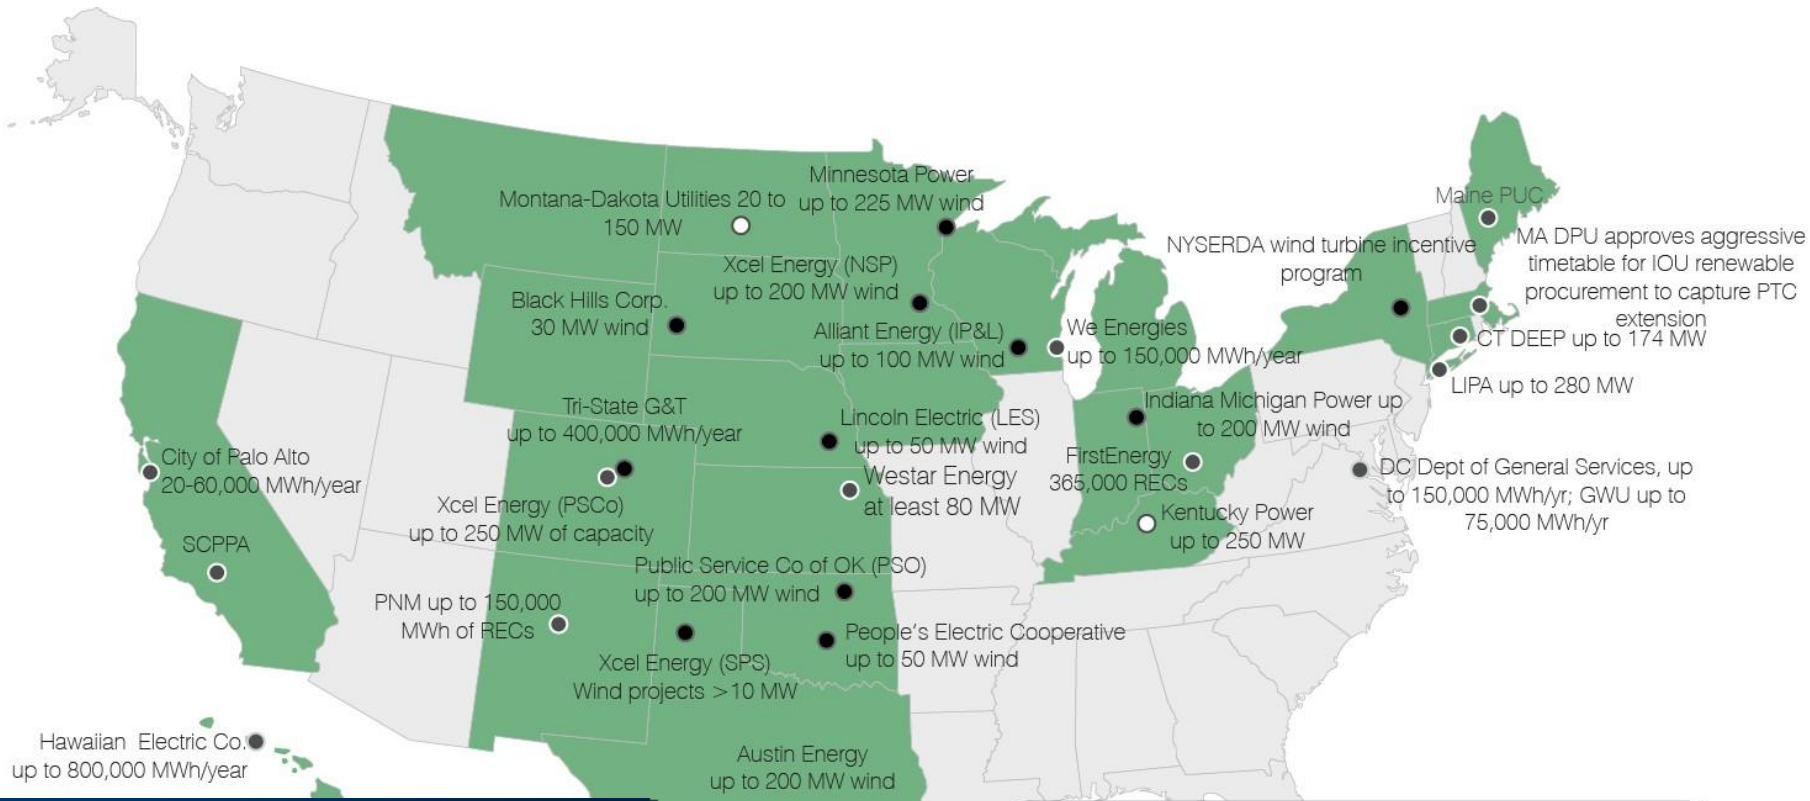 Minnesota Power
up to 225 MW wind
Montana-Dakota Utilities 20 to
150 MW
Maine PUC
NYSERDA wind turbine incentive
program
MA DPU approves aggressive
timetable for IOU renewable
procurement to capture PTC
extension
Xcel Energy (NSP)
up to 200 MW wind
Black Hills Corp.
30 MW wind
Alliant Energy (IP&L)
up to 100 MW wind
We Energies
up to 150,000 MWh/year
CT DEEP up to 174 MW
LIPA up to 280 MW
Tri-State G&T
up to 400,000 MWh/year
Lincoln Electric (LES)
up to 50 MW wind
Indiana Michigan Power up
to 200 MW wind
City of Palo Alto
20-60,000 MWh/year
Westar Energy
at least 80 MW
FirstEnergy
365,000 RECs
DC Dept of General Services, up
to 150,000 MWh/yr; GWU up to
75,000 MWh/yr
Xcel Energy (PSCo)
up to 250 MW of capacity
Kentucky Power
up to 250 MW
SCPPA
Public Service Co of OK (PSO)
up to 200 MW wind
PNM up to 150,000
MWh of RECs
People's Electric Cooperative
up to 50 MW wind
Xcel Energy (SPS)
Wind projects >10 MW
Hawaiian Electric Co.
up to 800,000 MWh/year
Austin Energy
up to 200 MW wind